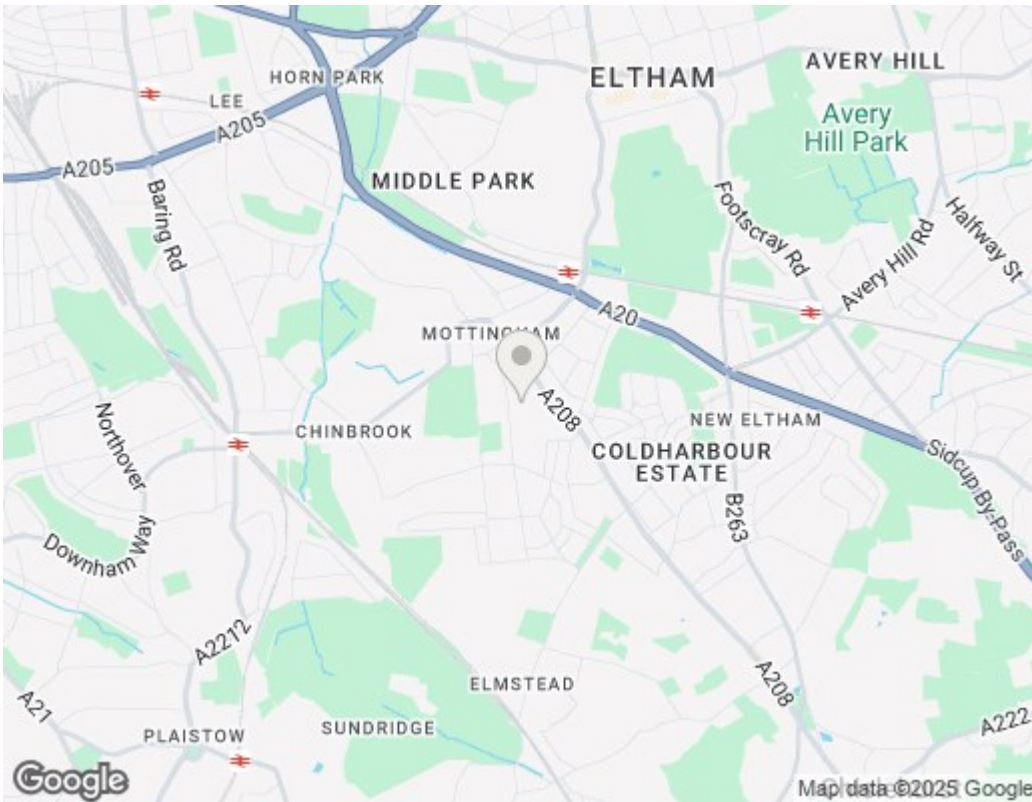 HORN PARK
LEE
A205
A205
ELTHAM
AVERY HILL
Avery
Hill Park
MIDDLE PARK
Baring Rd
Footscray Rd
Avery Hill Rd
Halfway St
A20
MOTTINGHAM
A208
NEW ELTHAM
CHINBROOK
COLDHARBOUR
ESTATE
Northover
B263
Sidcup By-Pass
Downham Way
A2212
A21
ELMSTEAD
A208
PLAISTOW
SUNDRIDGE
A222
Google
Map data ©2025 Google